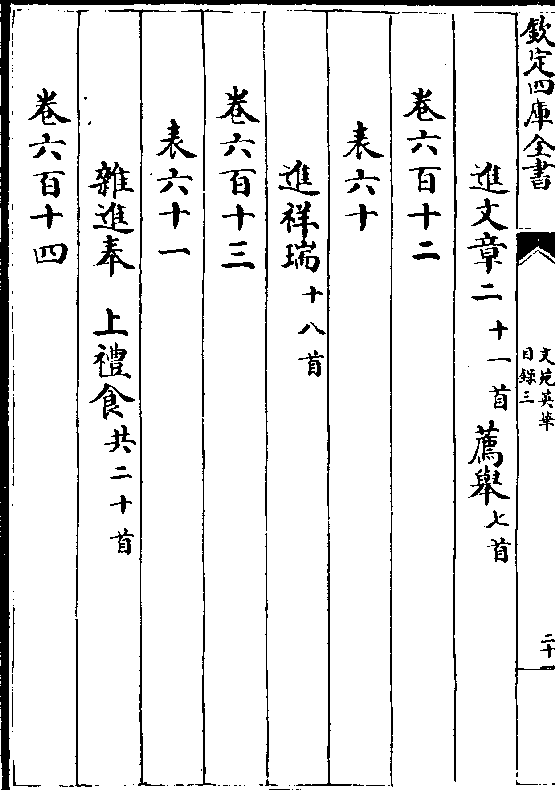 欽定四庫全書
文苑英華
目錄三
二十
進文章二十一首薦舉七首
卷六百十二
表六十
進祥瑞十八首
卷六百十三
表六十一
雜進奉 上禮食共二十首
卷六百十四